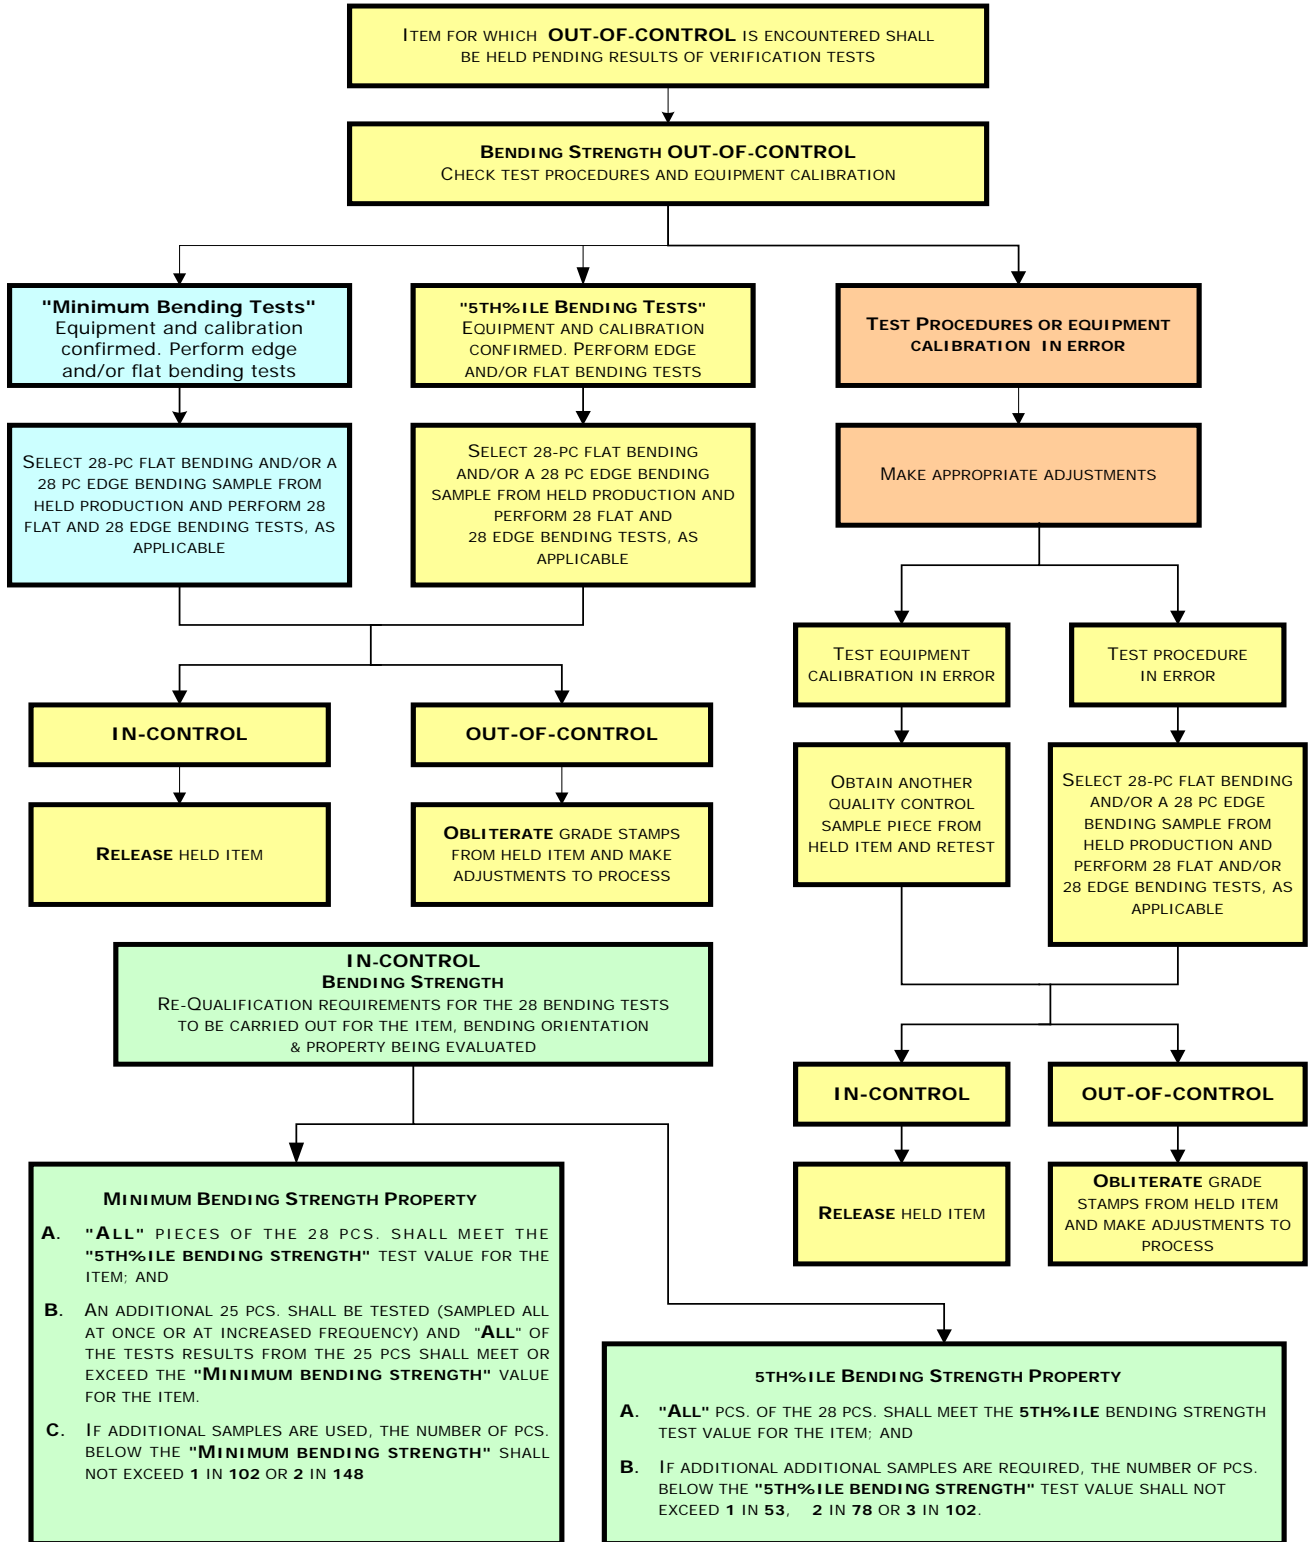 ITEM FOR WHICH OUT-OF-CONTROL IS ENCOUNTERED SHALL
BE HELD PENDING RESULTS OF VERIFICATION TESTS
BENDING STRENGTH OUT-OF-CONTROL
CHECK TEST PROCEDURES AND EQUIPMENT CALIBRATION
"Minimum Bending Tests"
Equipment and calibration
confirmed. Perform edge
and/or flat bending tests
"5TH%ILE BENDING TESTS"
EQUIPMENT AND CALIBRATION
CONFIRMED. PERFORM EDGE
AND/OR FLAT BENDING TESTS
TEST PROCEDURES OR EQUIPMENT
CALIBRATION IN ERROR
SELECT 28-PC FLAT BENDING AND/OR A
28 PC EDGE BENDING SAMPLE FROM
HELD PRODUCTION AND PERFORM 28
FLAT AND 28 EDGE BENDING TESTS, AS
APPLICABLE
SELECT 28-PC FLAT BENDING
AND/OR A 28 PC EDGE BENDING
SAMPLE FROM HELD PRODUCTION AND
PERFORM 28 FLAT AND
28 EDGE BENDING TESTS, AS
APPLICABLE
MAKE APPROPRIATE ADJUSTMENTS
TEST EQUIPMENT
CALIBRATION IN ERROR
TEST PROCEDURE
IN ERROR
IN-CONTROL
OUT-OF-CONTROL
OBTAIN ANOTHER
QUALITY CONTROL
SAMPLE PIECE FROM
HELD ITEM AND RETEST
SELECT 28-PC FLAT BENDING
AND/OR A 28 PC EDGE
BENDING SAMPLE FROM
HELD PRODUCTION AND
PERFORM 28 FLAT AND/OR
28 EDGE BENDING TESTS, AS
APPLICABLE
RELEASE HELD ITEM
OBLITERATE GRADE STAMPS
FROM HELD ITEM AND MAKE
ADJUSTMENTS TO PROCESS
IN-CONTROL
BENDING STRENGTH
RE-QUALIFICATION REQUIREMENTS FOR THE 28 BENDING TESTS
TO BE CARRIED OUT FOR THE ITEM, BENDING ORIENTATION
& PROPERTY BEING EVALUATED
IN-CONTROL
OUT-OF-CONTROL
RELEASE HELD ITEM
OBLITERATE GRADE
STAMPS FROM HELD ITEM
AND MAKE ADJUSTMENTS TO
PROCESS
MINIMUM BENDING STRENGTH PROPERTY
A. "ALL" PIECES OF THE 28 PCS. SHALL MEET THE
"5TH%ILE BENDING STRENGTH" TEST VALUE FOR THE
ITEM; AND
B. AN ADDITIONAL 25 PCS. SHALL BE TESTED (SAMPLED ALL
AT ONCE OR AT INCREASED FREQUENCY) AND "ALL" OF
THE TESTS RESULTS FROM THE 25 PCS SHALL MEET OR
EXCEED THE "MINIMUM BENDING STRENGTH" VALUE
FOR THE ITEM.
C. IF ADDITIONAL SAMPLES ARE USED, THE NUMBER OF PCS.
BELOW THE "MINIMUM BENDING STRENGTH" SHALL
NOT EXCEED 1 IN 102 OR 2 IN 148
5TH%ILE BENDING STRENGTH PROPERTY
A. "ALL" PCS. OF THE 28 PCS. SHALL MEET THE 5TH%ILE BENDING STRENGTH
TEST VALUE FOR THE ITEM; AND
B. IF ADDITIONAL ADDITIONAL SAMPLES ARE REQUIRED, THE NUMBER OF PCS.
BELOW THE "5TH%ILE BENDING STRENGTH" TEST VALUE SHALL NOT
EXCEED 1 IN 53, 2 IN 78 OR 3 IN 102.